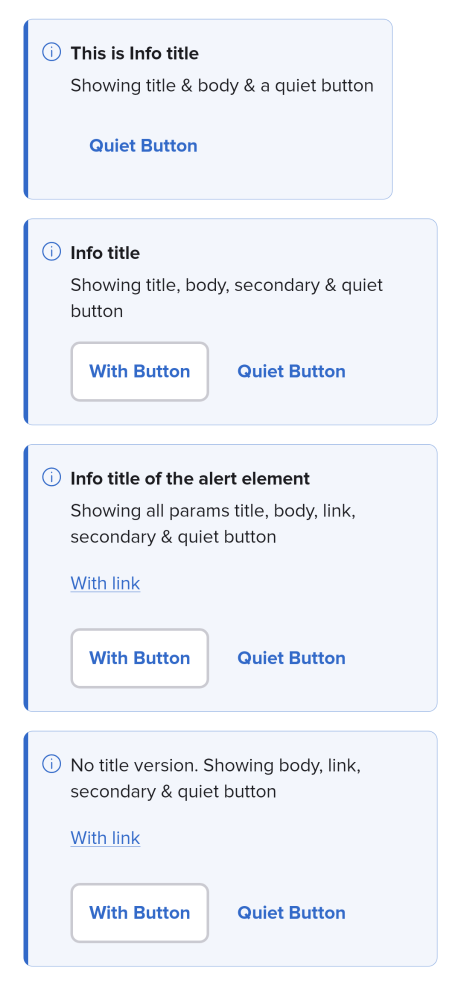 This is Info title
Showing title & body & a quiet button
Quiet Button
Info title
Showing title, body, secondary & quiet
button
With Button
Quiet Button
Info title of the alert element
Showing all params title, body, link,
secondary & quiet button
With link
With Button
Quiet Button
No title version. Showing body, link,
secondary & quiet button
With link
With Button
Quiet Button